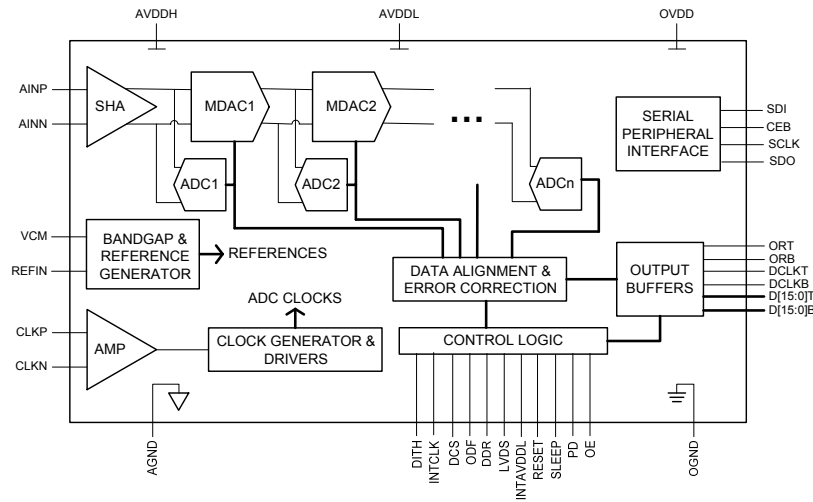 AVDDH
AVDDL
OVDD
AINP
AINN
SHA
MDAC1
MDAC2
...
ADC1
ADC2
ADCn
SERIAL
PERIPHERAL
INTERFACE
SDI
CEB
SCLK
SDO
VCM
REFIN
BANDGAP &
REFERENCE
GENERATOR
REFERENCES
DATA ALIGNMENT &
ERROR CORRECTION
OUTPUT
BUFFERS
ORT
ORB
DCLKT
DCLKB
D[15:0]T
D[15:0]B
ADC CLOCKS
CLKP
CLKN
AMP
CLOCK GENERATOR &
DRIVERS
CONTROL LOGIC
AGND
DITH
INTCLK
DCS
ODF
DDR
LVDS
INTAVDDL
RESET
SLEEP
PD
OE
OGND